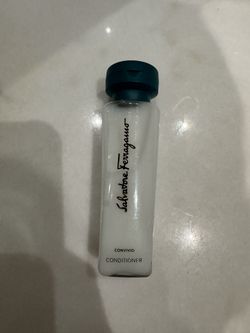 Salvatore Ferragamo
CONVIVIO
CONDITIONER